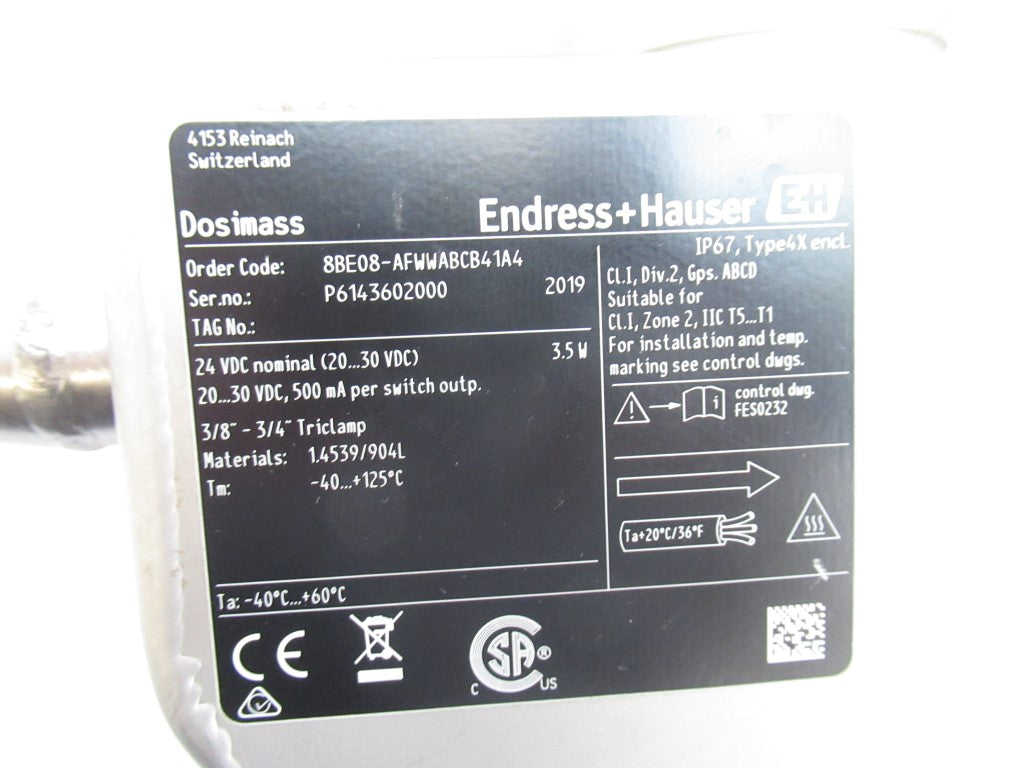 4153 Reinach
Switzerland
Dosimass
Endress+Hauser EH
IP67, Type4X encl.
Order Code: 8BE08-AFWWABCB41A4
Ser.no.: P6143602000 2019
TAG No.:
24 VDC nominal (20...30 VDC) 3.5 W
20...30 VDC, 500 mA per switch outp.
3/8" - 3/4" Triclamp
Materials: 1.4539/904L
Tm: -40...+125°C
Ta: -40°C...+60°C
Cl.I, Div.2, Gps. ABCD
Suitable for
Cl.I, Zone 2, IIC T5...T1
For installation and temp.
marking see control dwgs.
control dwg.
FES0232
Ta+20°C/36°F
CE
CSA®
C US